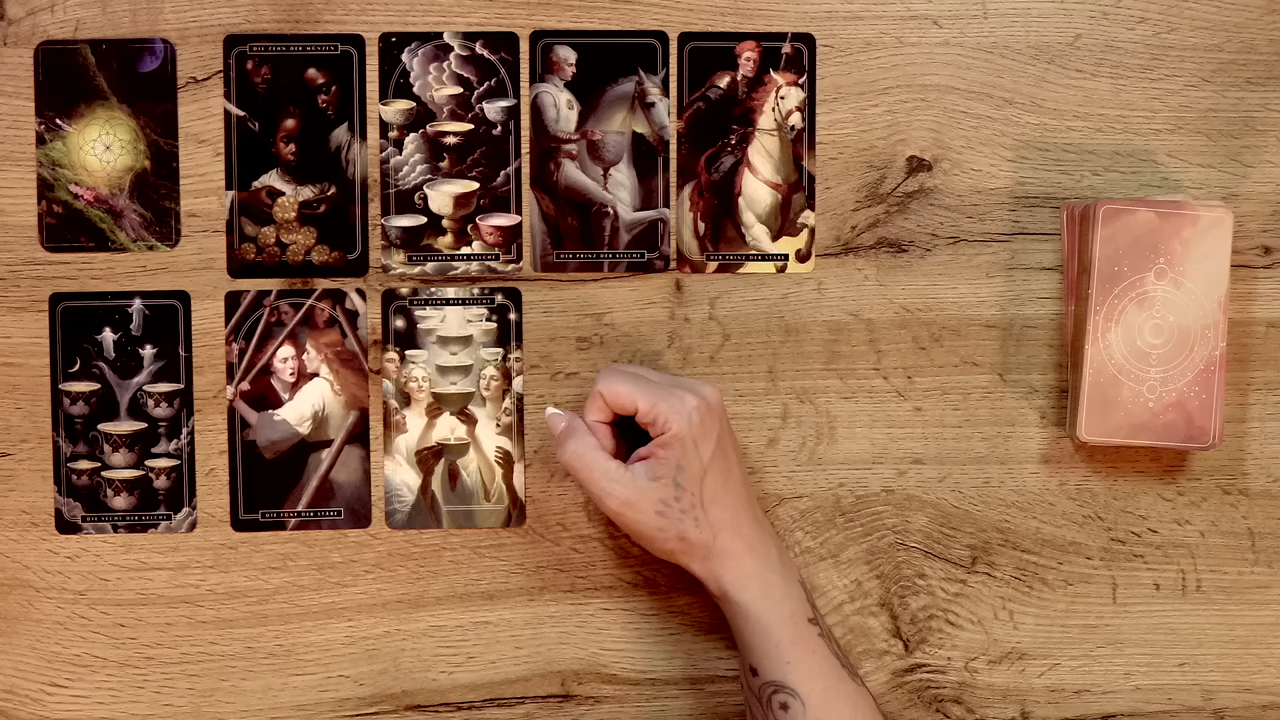 DIE ZEHN DER MÜNZEN
DIE SIEBEN DER KELCHE
DER PRINZ DER KELCHE
DER PRINZ DER STÄBE
DIE SECHS DER KELCHE
DIE FÜNF DER STÄBE
DIE ZEHN DER KELCHE